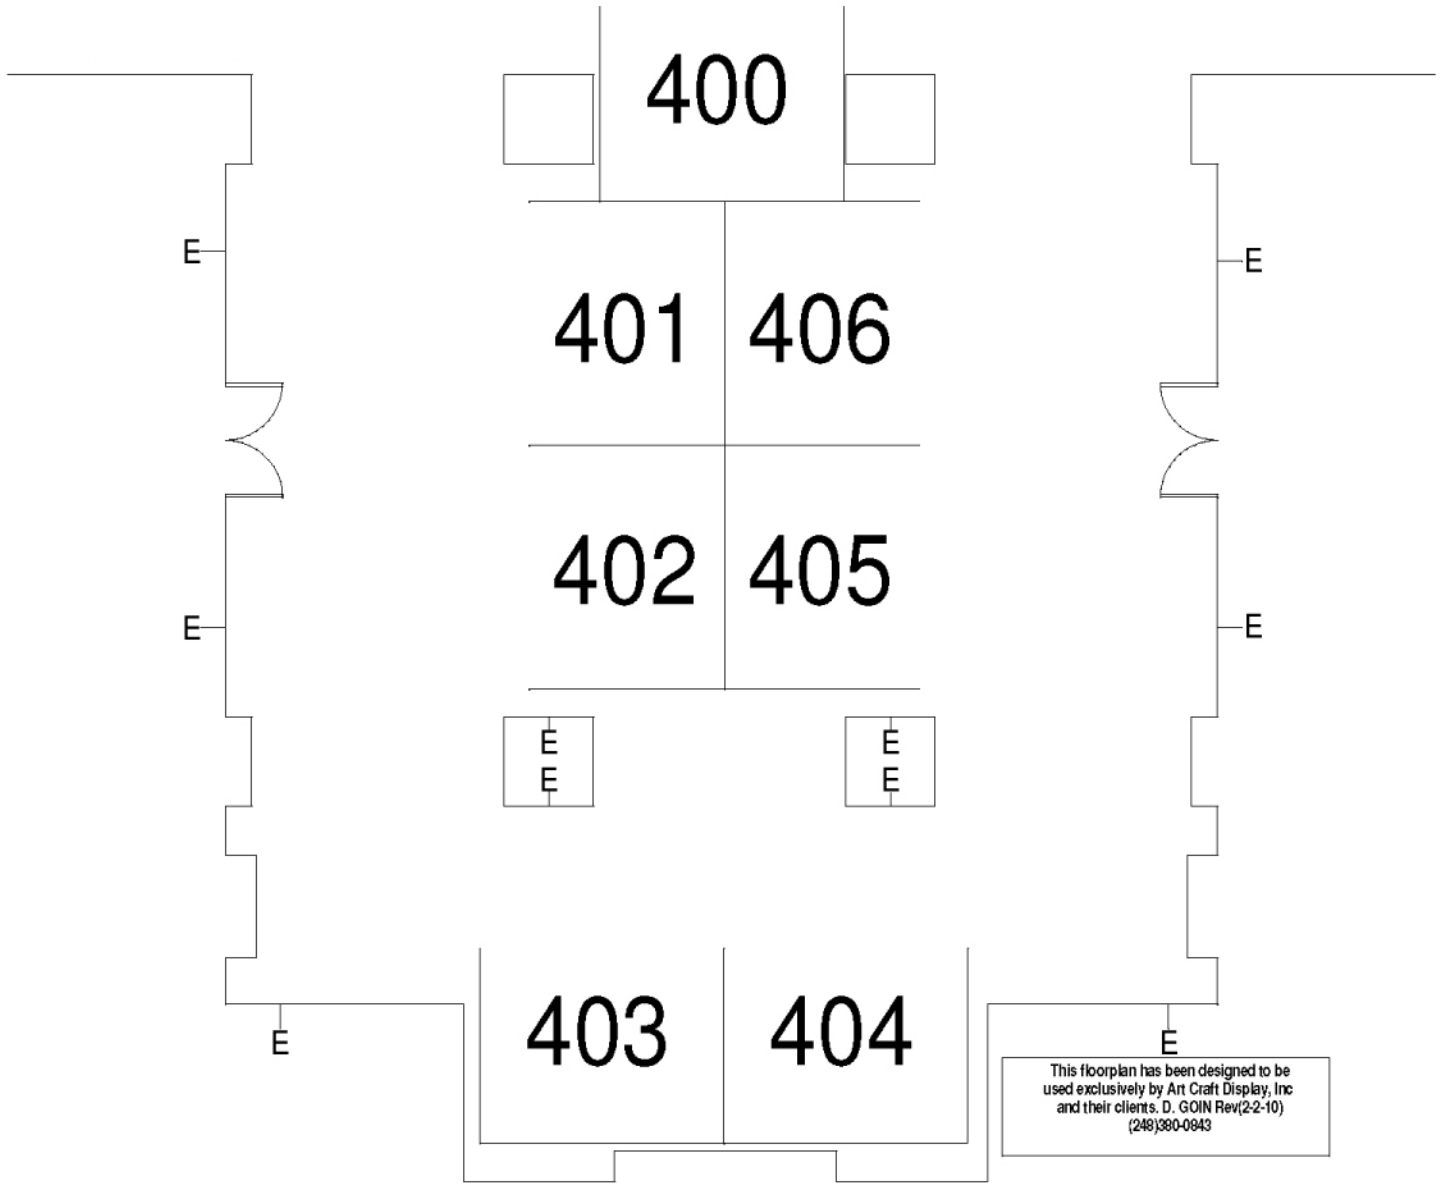 400
E
E
401 406
402 405
E
E
E
E
E
E
403 404
E
E
This floorplan has been designed to be
used exclusively by Art Craft Display, Inc
and their clients. D. GOIN Rev(2-2-10)
(248)380-0843